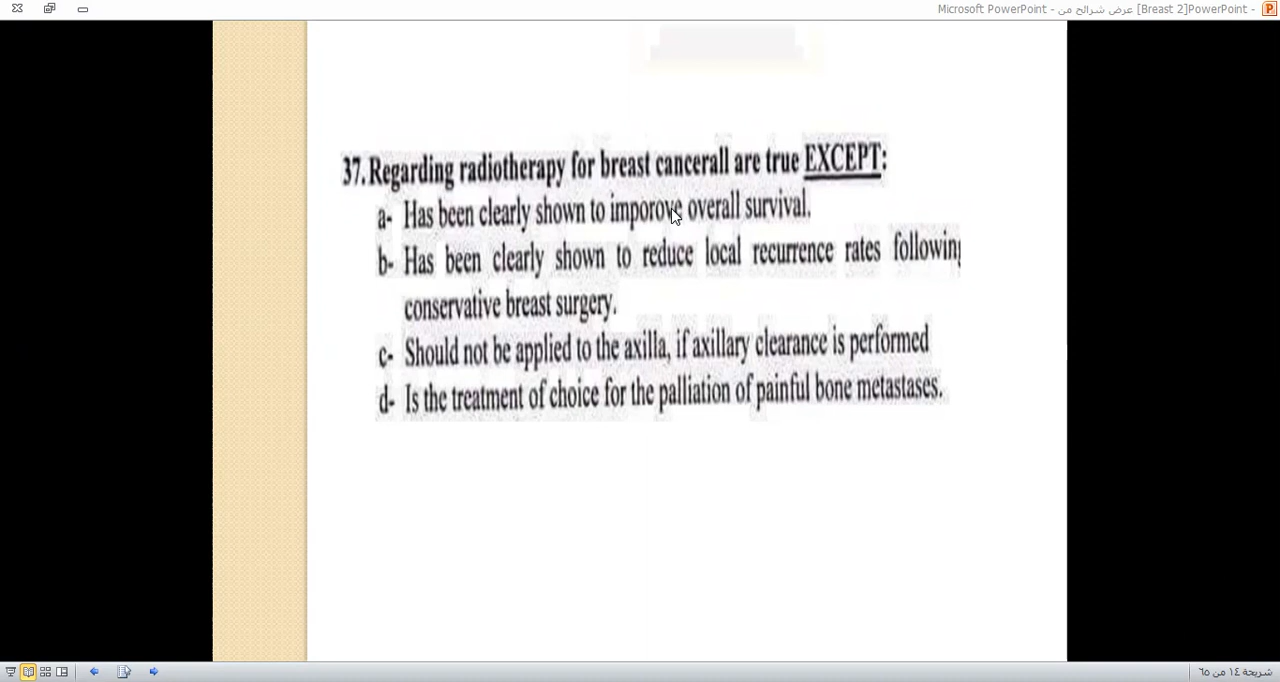 Microsoft PowerPoint - عرض شرائح من [Breast 2]PowerPoint -
37. Regarding radiotherapy for breast cancerall are true EXCEPT:
a- Has been clearly shown to imporove overall survival.
b- Has been clearly shown to reduce local recurrence rates following
conservative breast surgery.
c- Should not be applied to the axilla, if axillary clearance is performed
d- Is the treatment of choice for the palliation of painful bone metastases.
شريحة ١٤ من ٦٥